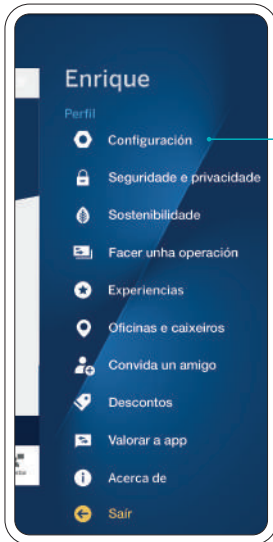 Enrique
Perfil
Configuración
Seguridade e privacidade
Sostenibilidade
Facer unha operación
Experiencias
Oficinas e caixeiros
Convida un amigo
Descontos
Valorar a app
Acerca de
Saír